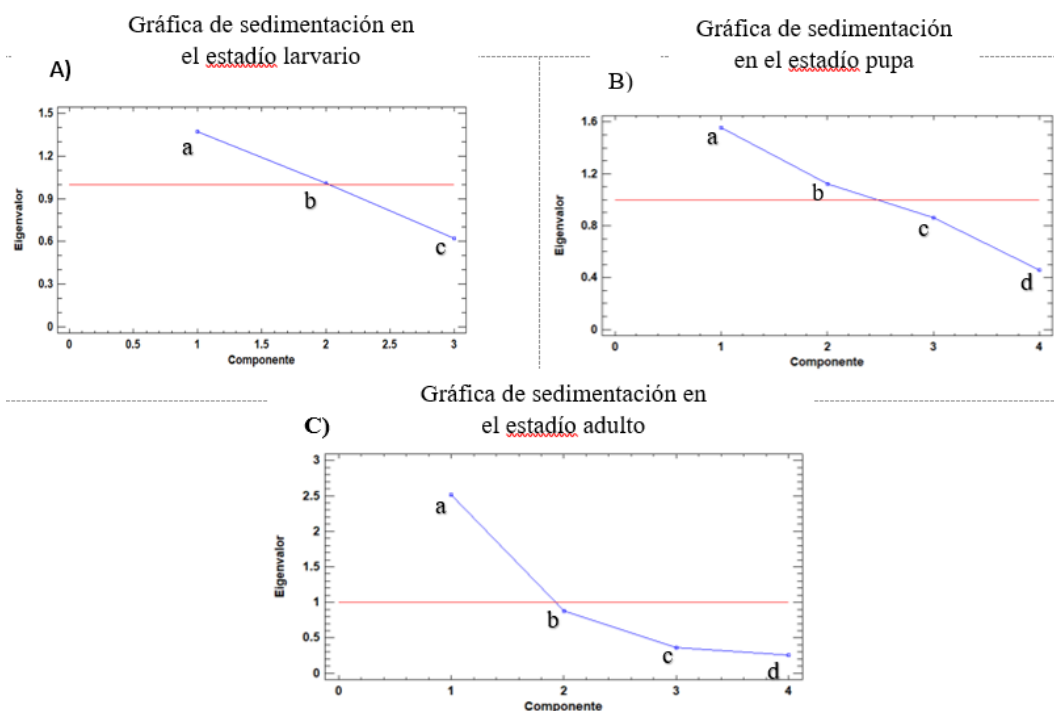 Gráfica de sedimentación en
el estadío larvario
A)
1.5
1.2
0.9
0.6
0.3
0
Eigenvalor
a
b
c
0
0.5
1
1.5
2
2.5
3
Componente
Gráfica de sedimentación
en el estadío pupa
B)
1.6
1.2
0.8
0.4
0
Eigenvalor
a
b
c
d
0
1
2
3
4
Componente
Gráfica de sedimentación en
el estadío adulto
C)
3
2.5
2
1.5
1
0.5
0
Eigenvalor
a
b
c
d
0
1
2
3
4
Componente